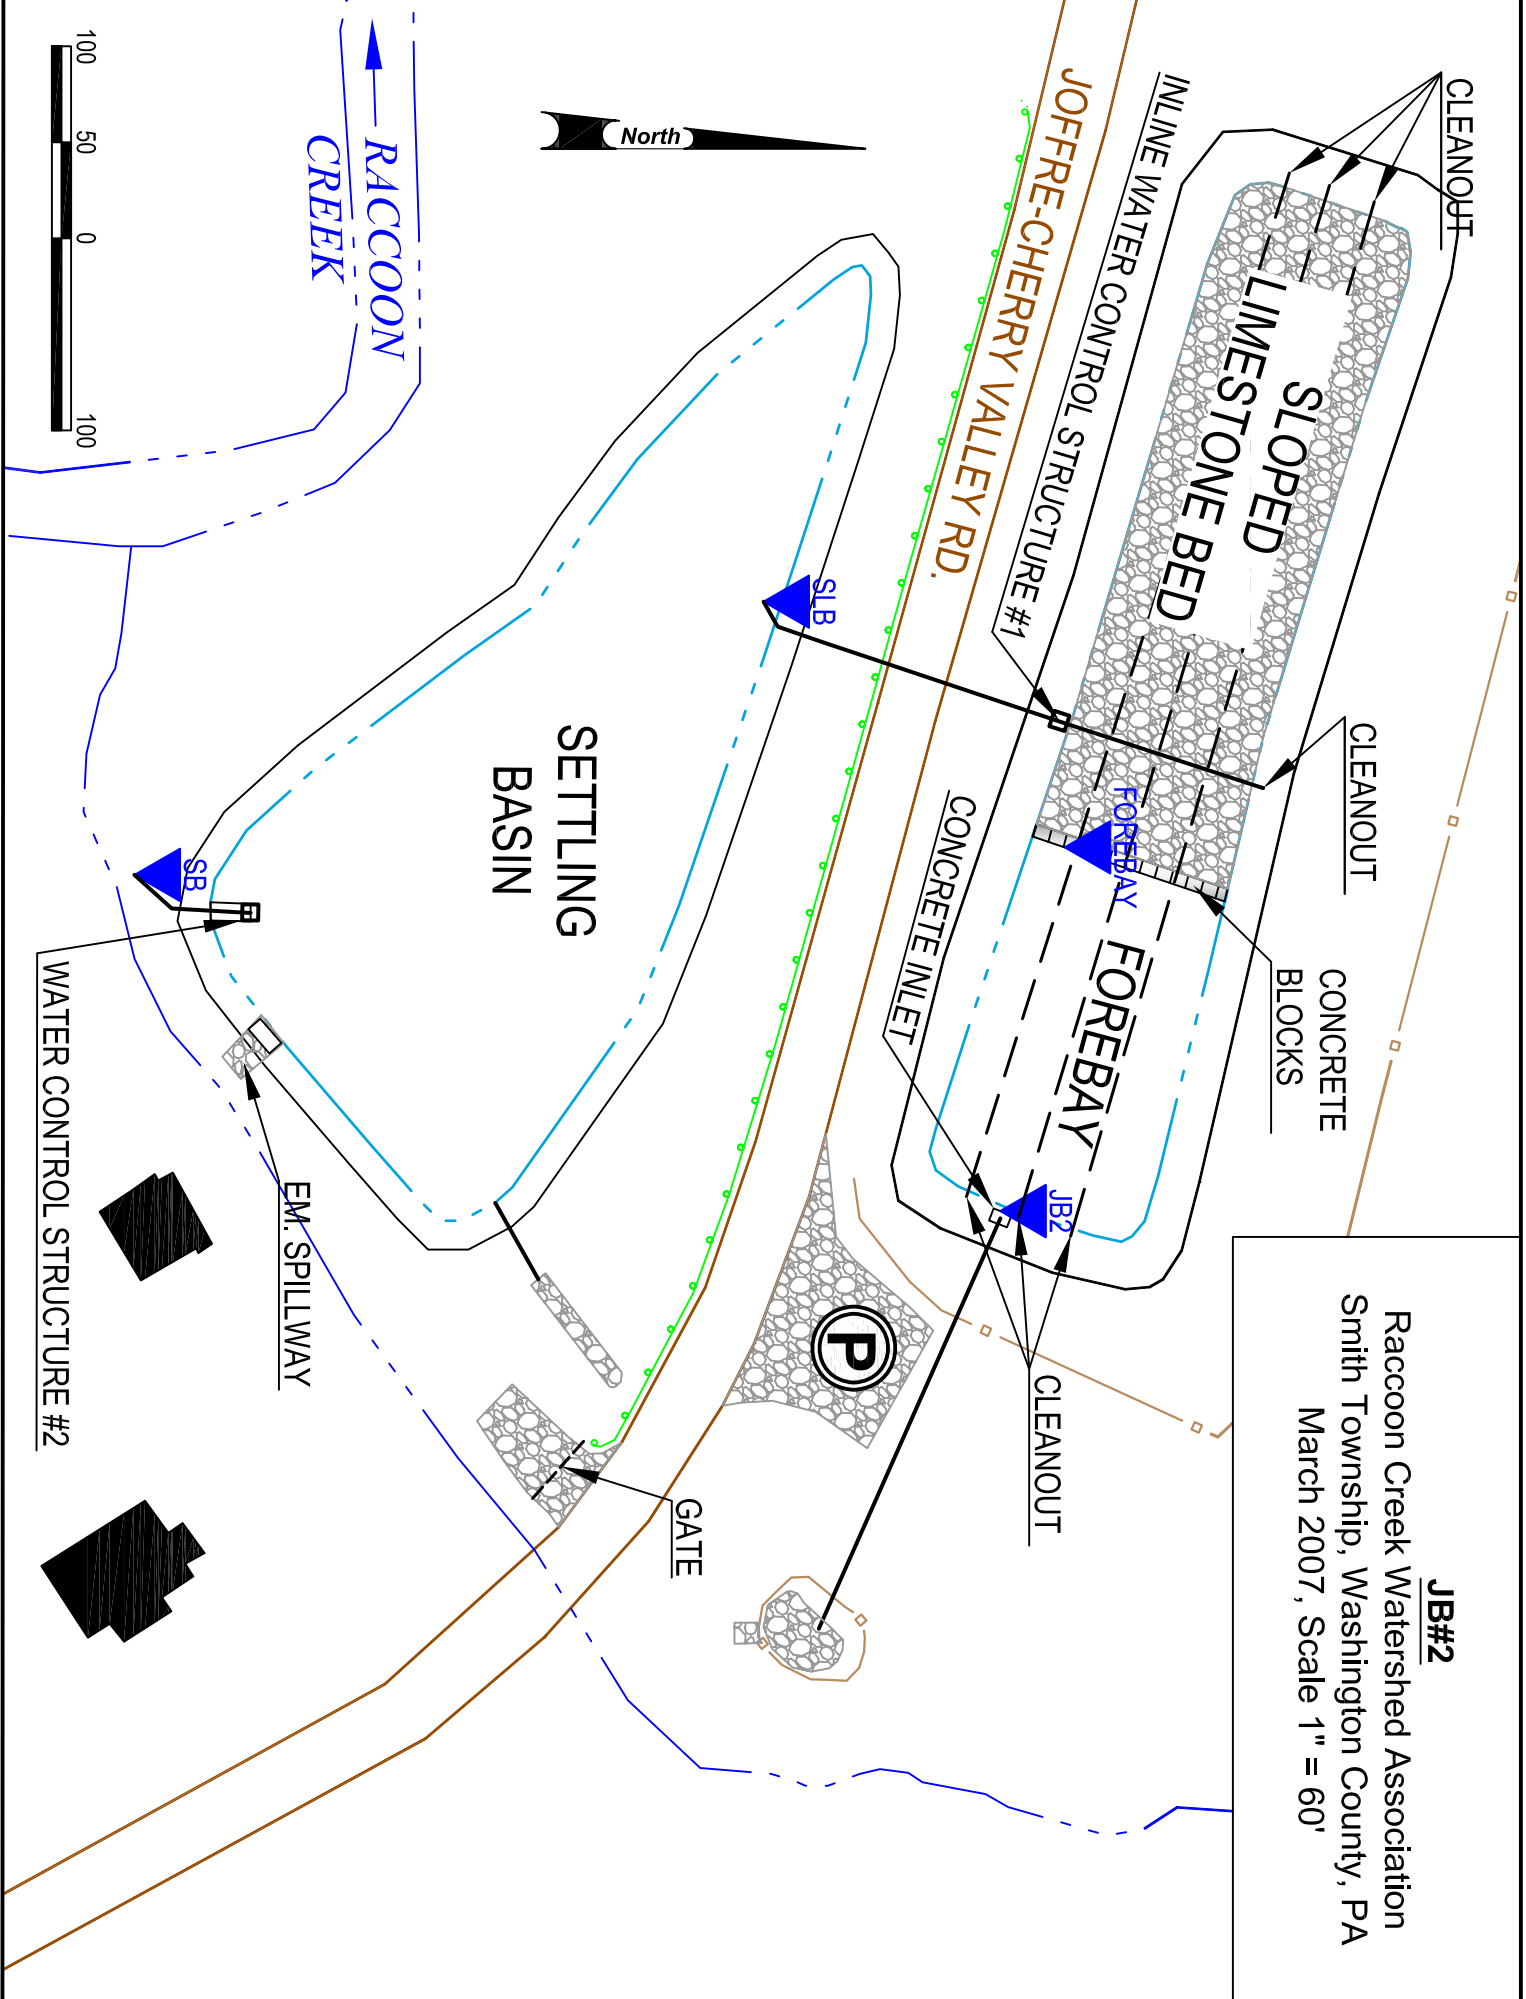 JB#2
Raccoon Creek Watershed Association
Smith Township, Washington County, PA
March 2007, Scale 1" = 60'
CLEANOUT
SLOPED
LIMESTONE BED
INLINE WATER CONTROL STRUCTURE #1
JOFFRE-CHERRY VALLEY RD.
CLEANOUT
FOREBAY
CONCRETE
BLOCKS
FOREBAY
CONCRETE INLET
JB2
CLEANOUT
P
GATE
SLB
SETTLING
BASIN
SB
WATER CONTROL STRUCTURE #2
EM. SPILLWAY
North
RACCOON
CREEK
100
50
0
100